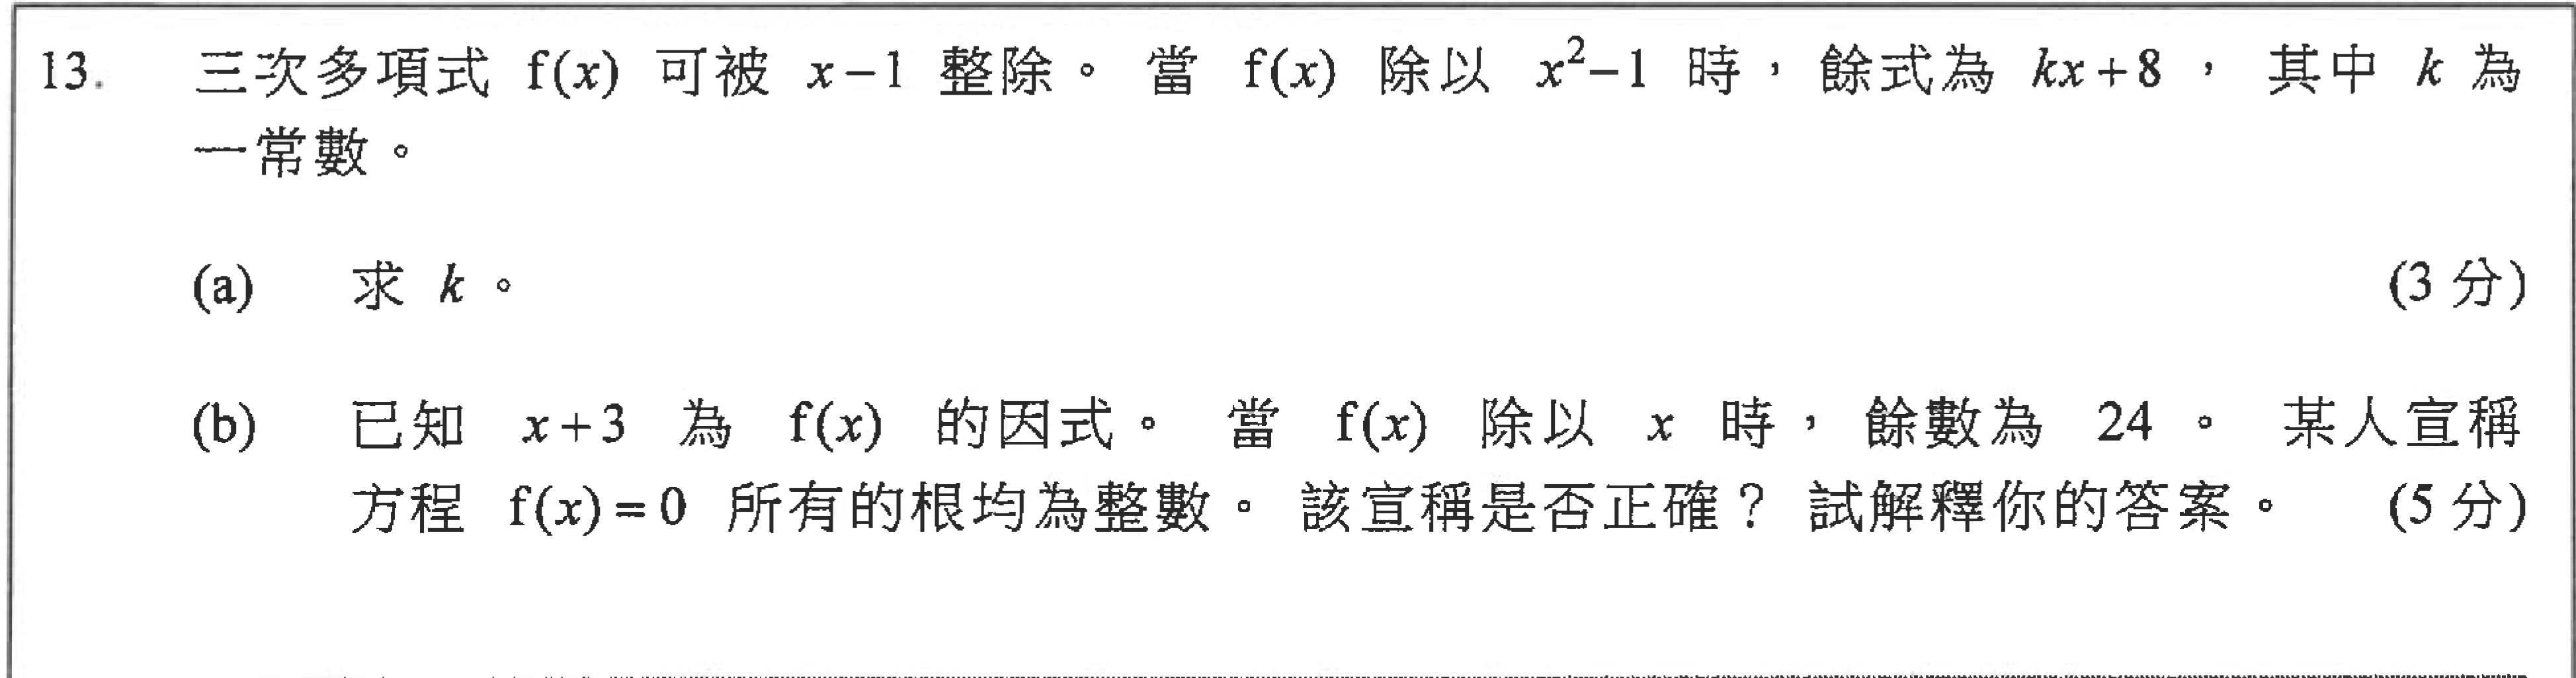 13. 三次多項式 f(x) 可被 x−1 整除。當 f(x) 除以 x²−1 時，餘式為 kx+8，其中 k 為
一常數。
(a) 求 k。 (3 分)
(b) 已知 x+3 為 f(x) 的因式。當 f(x) 除以 x 時，餘數為 24。某人宣稱
方程 f(x)=0 所有的根均為整數。該宣稱是否正確？試解釋你的答案。 (5 分)